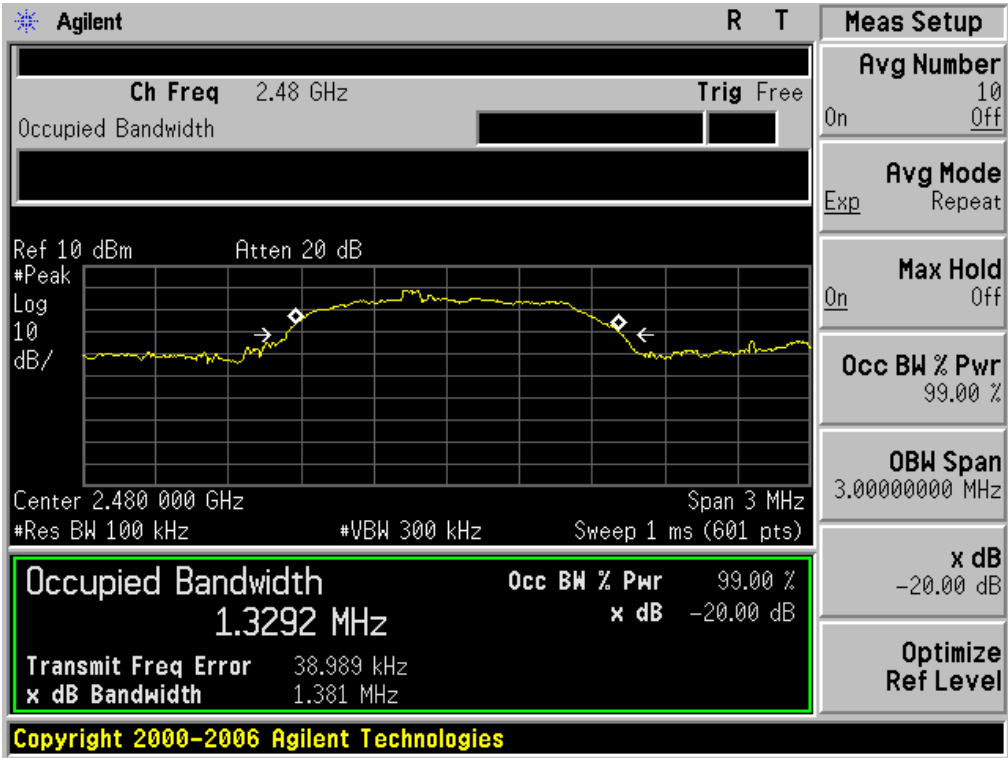 Agilent R T
Ch Freq 2.48 GHz Trig Free
Occupied Bandwidth
Ref 10 dBm Atten 20 dB
#Peak
Log
10
dB/
Center 2.480 000 GHz Span 3 MHz
#Res BW 100 kHz #VBW 300 kHz Sweep 1 ms (601 pts)
Occupied Bandwidth Occ BW % Pwr 99.00 %
1.3292 MHz x dB -20.00 dB
Transmit Freq Error 38.989 kHz
x dB Bandwidth 1.381 MHz
Copyright 2000-2006 Agilent Technologies
Meas Setup
Avg Number
10
On Off
Avg Mode
Exp Repeat
Max Hold
On Off
Occ BW % Pwr
99.00 %
OBW Span
3.00000000 MHz
x dB
-20.00 dB
Optimize
Ref Level